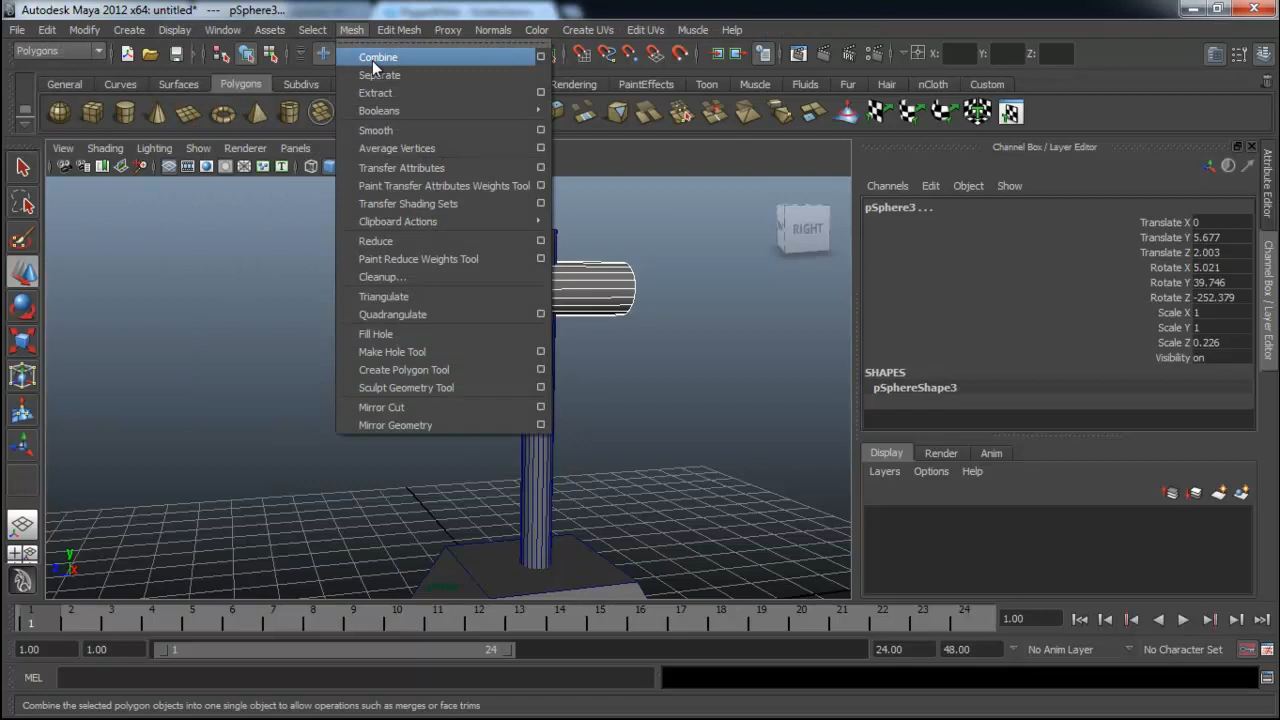 Autodesk Maya 2012 x64: untitled* --- pSphere3...
File Edit Modify Create Display Window Assets Select Mesh Edit Mesh Proxy Normals Color Create UVs Edit UVs Muscle Help
Polygons
X: Y: Z:
General Curves Surfaces Polygons Subdivs Rendering PaintEffects Toon Muscle Fluids Fur Hair nCloth Custom
View Shading Lighting Show Renderer Panels
Combine
Separate
Extract
Booleans
Smooth
Average Vertices
Transfer Attributes
Paint Transfer Attributes Weights Tool
Transfer Shading Sets
Clipboard Actions
Reduce
Paint Reduce Weights Tool
Cleanup...
Triangulate
Quadrangulate
Fill Hole
Make Hole Tool
Create Polygon Tool
Sculpt Geometry Tool
Mirror Cut
Mirror Geometry
RIGHT
y
z x
Channel Box / Layer Editor
Channels Edit Object Show
pSphere3 ...
Translate X 0
Translate Y 5.677
Translate Z 2.003
Rotate X 5.021
Rotate Y 39.746
Rotate Z -252.379
Scale X 1
Scale Y 1
Scale Z 0.226
Visibility on
SHAPES
pSphereShape3
Display Render Anim
Layers Options Help
Attribute Editor
Channel Box / Layer Editor
1 2 3 4 5 6 7 8 9 10 11 12 13 14 15 16 17 18 19 20 21 22 23 24
1
1.00
1.00 1.00 1 24 24.00 48.00 No Anim Layer No Character Set
MEL
Combine the selected polygon objects into one single object to allow operations such as merges or face trims